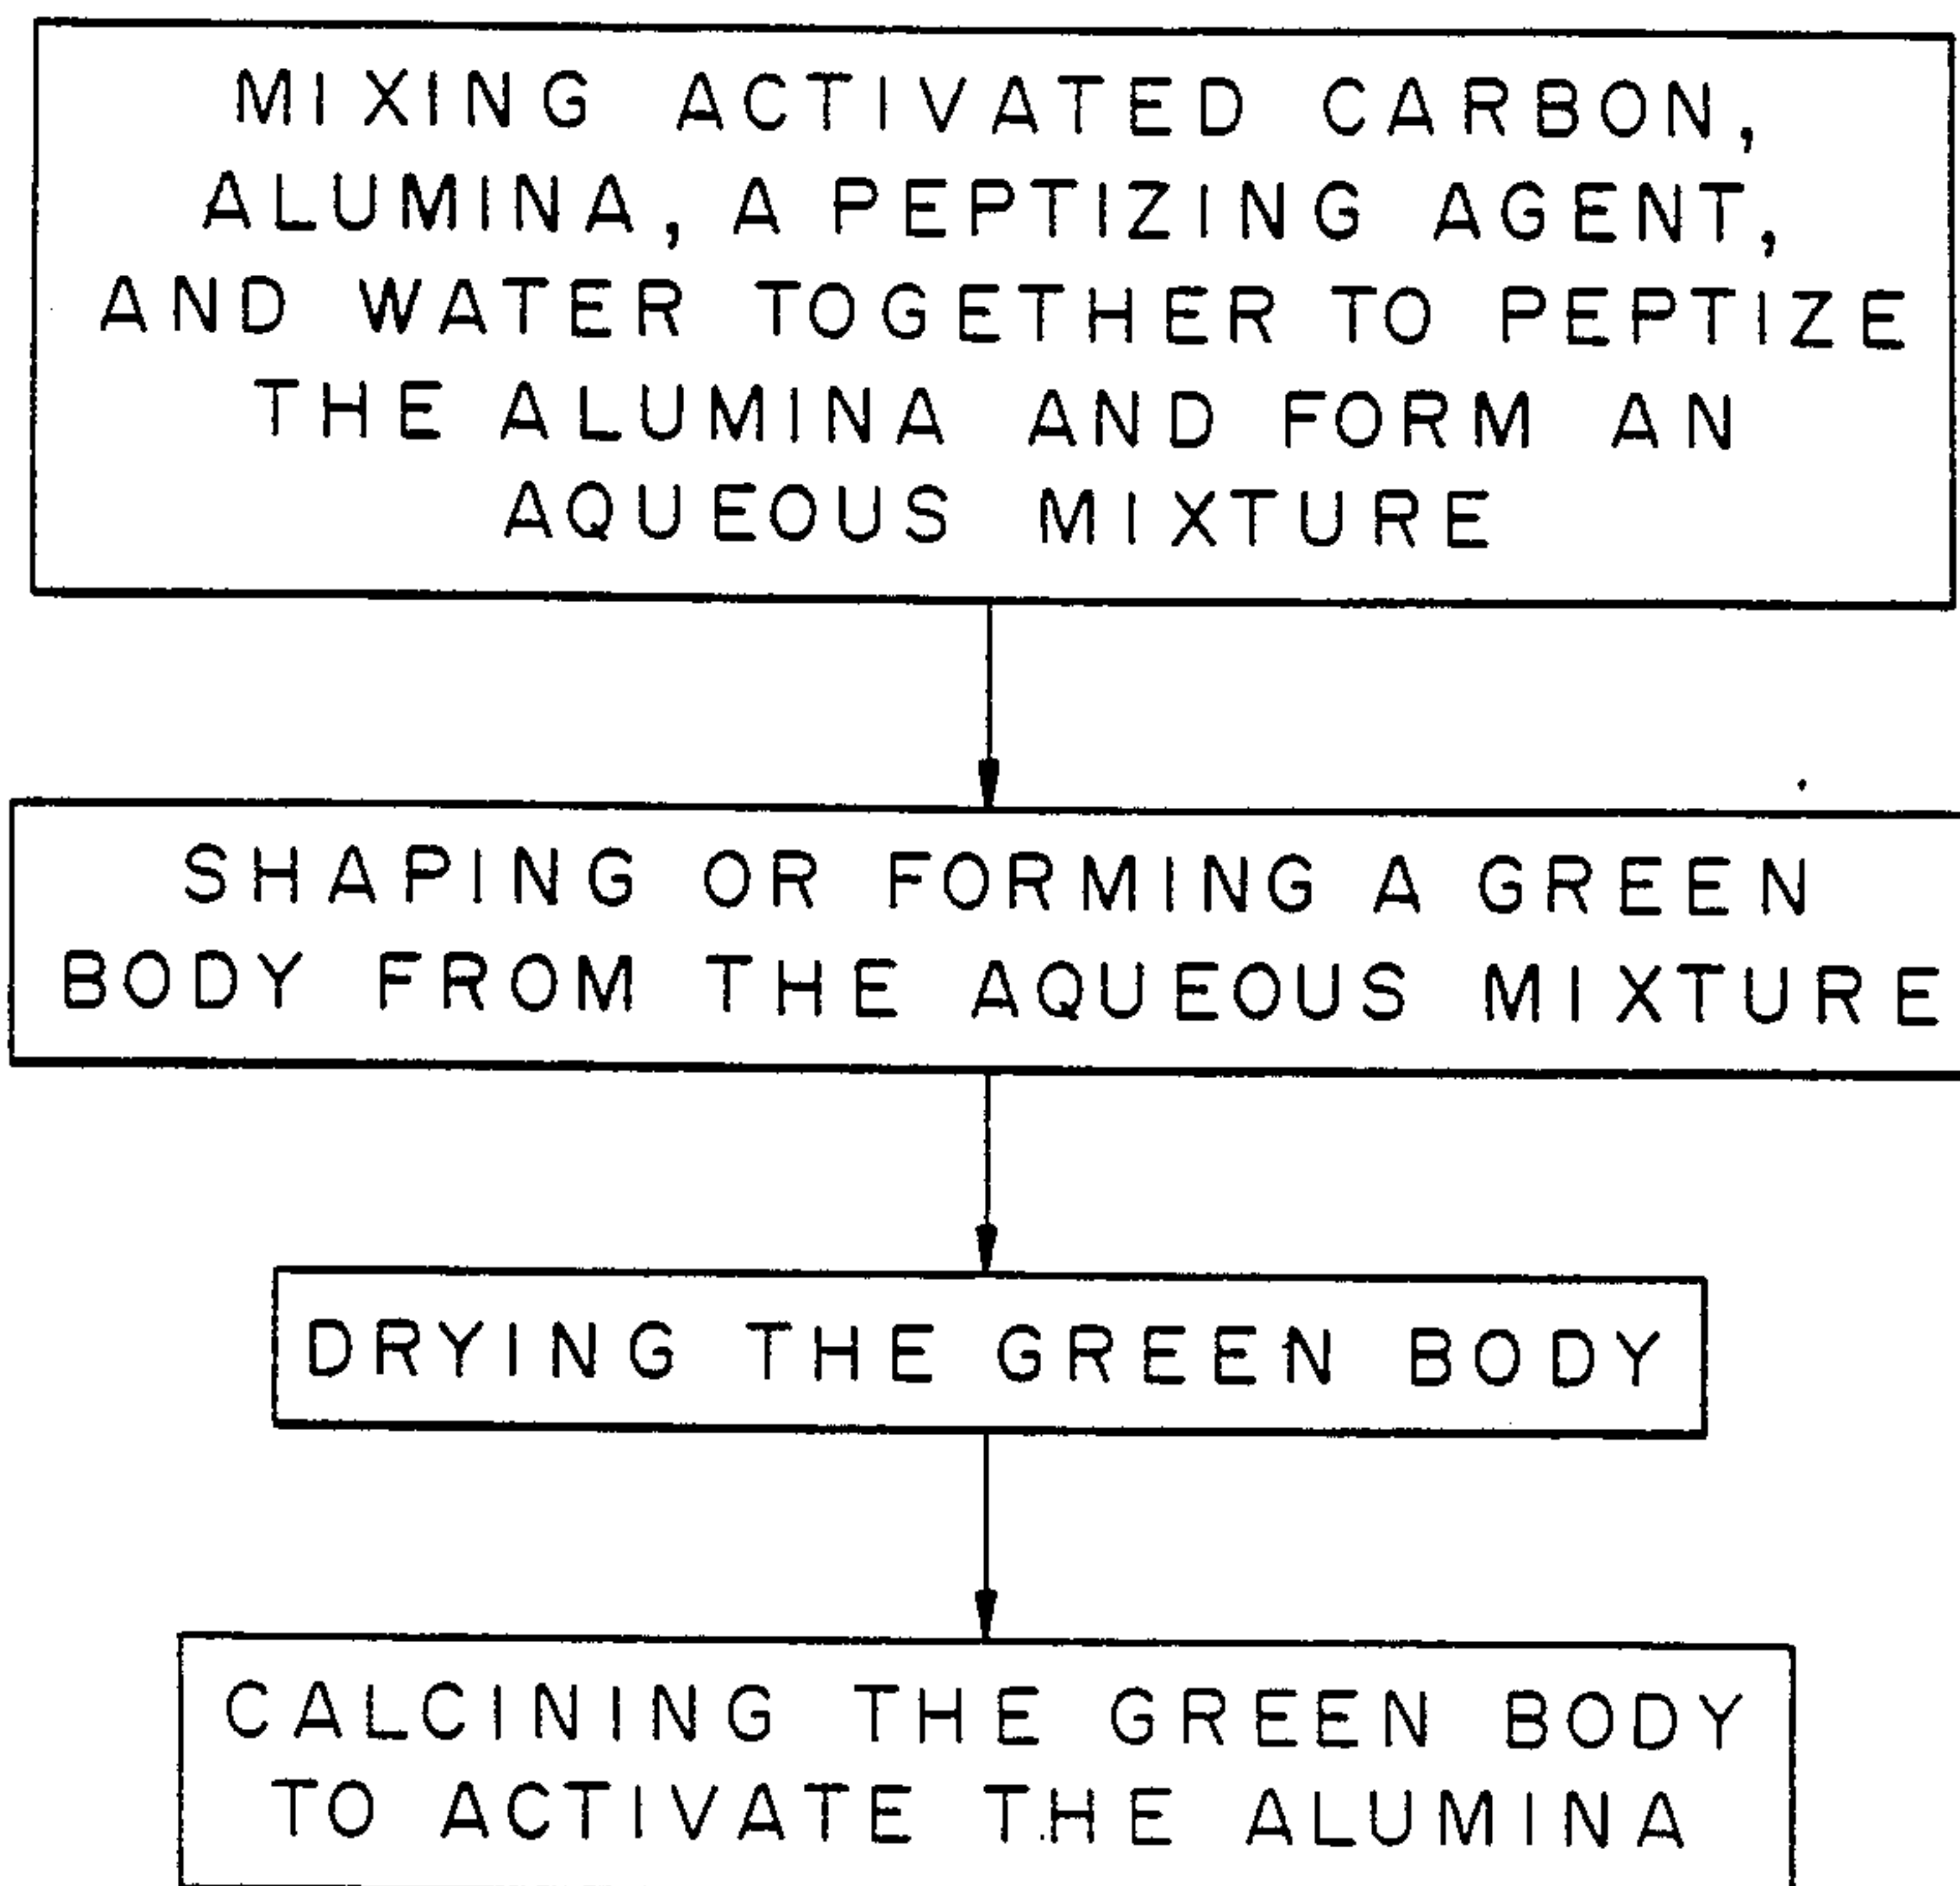 MIXING ACTIVATED CARBON,
ALUMINA, A PEPTIZING AGENT,
AND WATER TOGETHER TO PEPTIZE
THE ALUMINA AND FORM AN
AQUEOUS MIXTURE
SHAPING OR FORMING A GREEN
BODY FROM THE AQUEOUS MIXTURE
DRYING THE GREEN BODY
CALCINING THE GREEN BODY
TO ACTIVATE THE ALUMINA